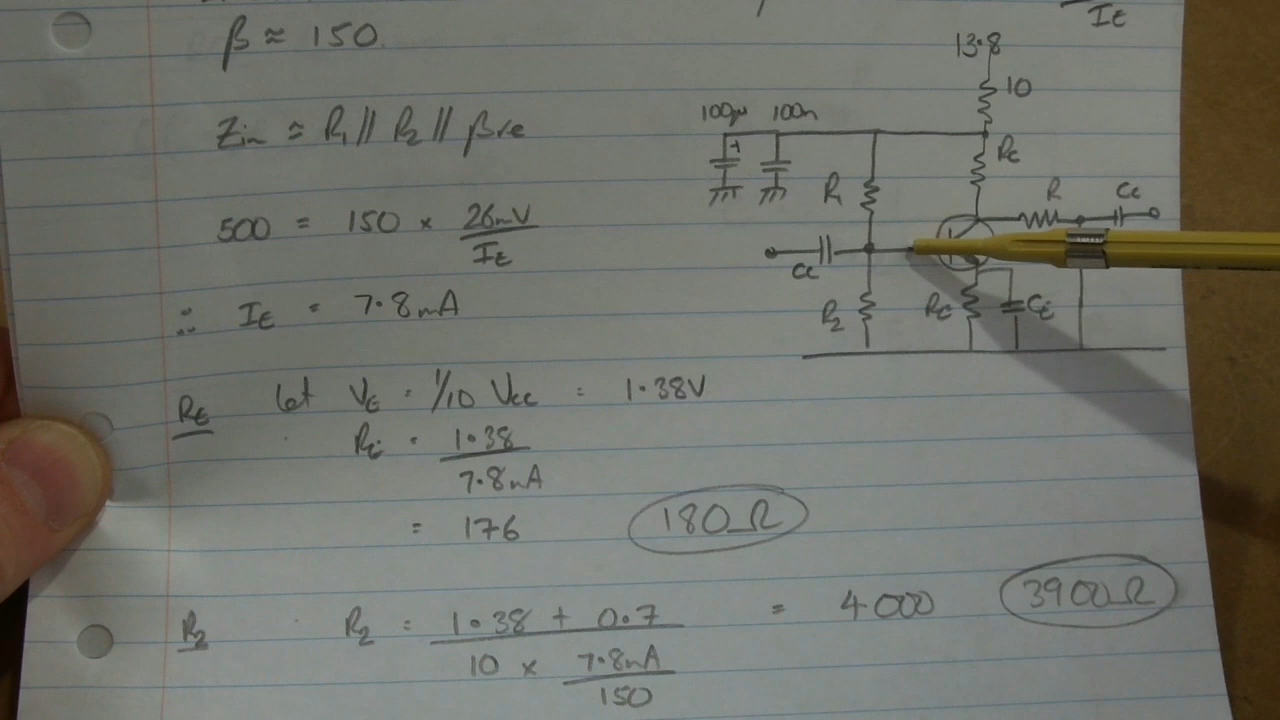 β ≈ 150
IE
13.8
10
100μ 100n
Zin ≈ R1 // R2 // βre
RC
R1
R CC
500 = 150 × 26mV
IE
CC
R2
RE CE
∴ IE = 7.8mA
RE let VE = 1/10 VCC = 1.38V
RE = 1.38
7.8mA
= 176 180Ω
R2 R2 = 1.38 + 0.7 = 4000 3900Ω
10 × 7.8mA
150